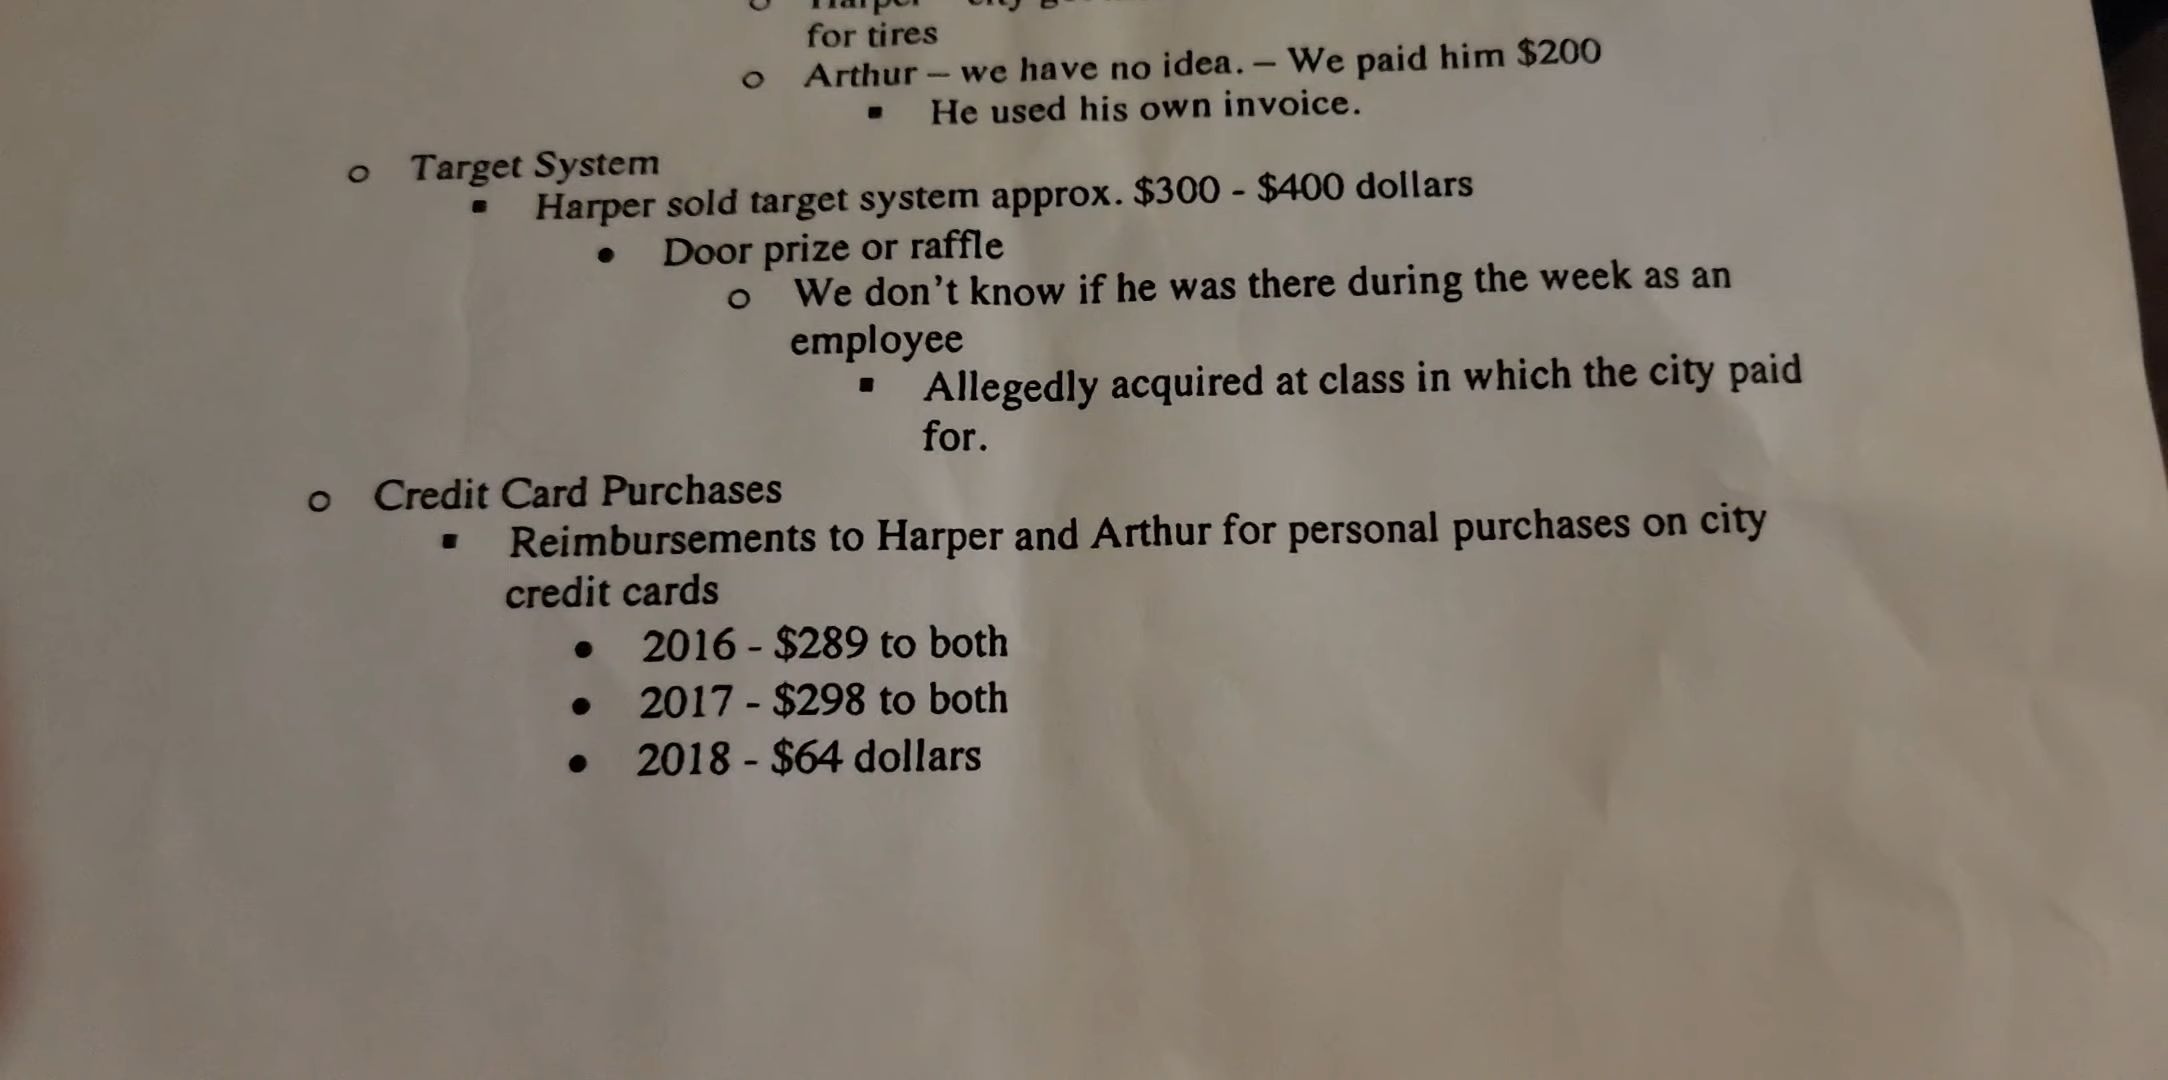 Harper – city
for tires
o Arthur – we have no idea. – We paid him $200
▪ He used his own invoice.
o Target System
▪ Harper sold target system approx. $300 - $400 dollars
• Door prize or raffle
o We don't know if he was there during the week as an
employee
▪ Allegedly acquired at class in which the city paid
for.
o Credit Card Purchases
▪ Reimbursements to Harper and Arthur for personal purchases on city
credit cards
• 2016 - $289 to both
• 2017 - $298 to both
• 2018 - $64 dollars